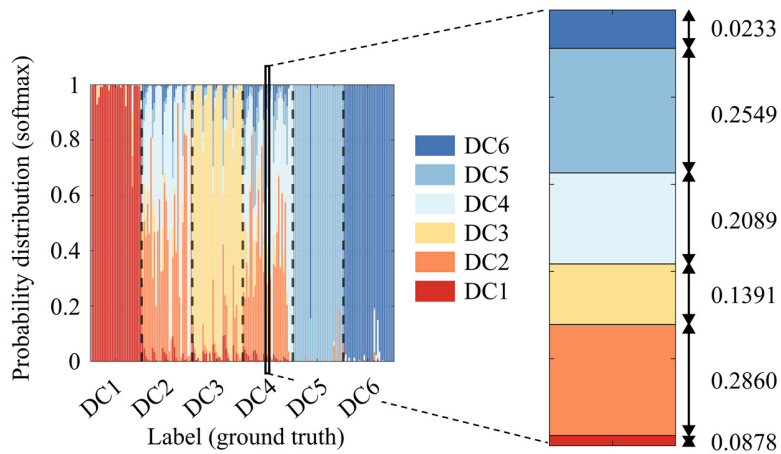 Probability distribution (softmax)
1
0.8
0.6
0.4
0.2
0
DC1
DC2
DC3
DC4
DC5
DC6
Label (ground truth)
DC6
DC5
DC4
DC3
DC2
DC1
0.0233
0.2549
0.2089
0.1391
0.2860
0.0878